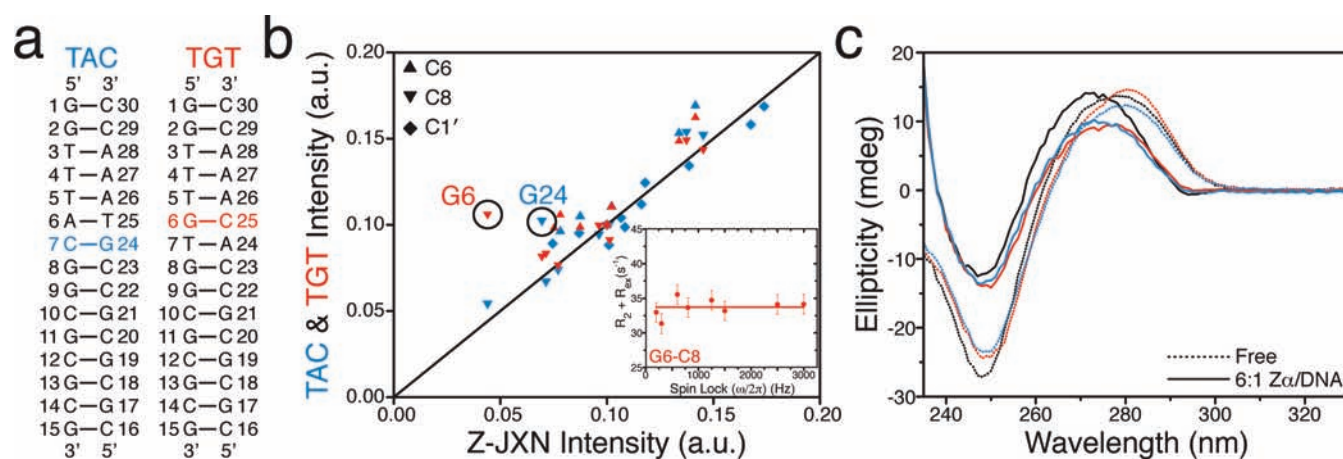 a
TAC TGT
5' 3' 5' 3'
1 G—C 30 1 G—C 30
2 G—C 29 2 G—C 29
3 T—A 28 3 T—A 28
4 T—A 27 4 T—A 27
5 T—A 26 5 T—A 26
6 A—T 25 6 G—C 25
7 C—G 24 7 T—A 24
8 G—C 23 8 G—C 23
9 G—C 22 9 G—C 22
10 C—G 21 10 C—G 21
11 G—C 20 11 G—C 20
12 C—G 19 12 C—G 19
13 G—C 18 13 G—C 18
14 C—G 17 14 C—G 17
15 G—C 16 15 G—C 16
3' 5' 3' 5'
b
TAC & TGT Intensity (a.u.)
0.20
0.15
0.10
0.05
0.00
▲ C6
▼ C8
◆ C1′
G6
G24
R2 + Rex(s⁻¹)
45
40
35
30
25
G6-C8
0 1000 2000 3000
Spin Lock (ω/2π) (Hz)
0.0 0.05 0.10 0.15 0.20
Z-JXN Intensity (a.u.)
c
Ellipticity (mdeg)
20
10
0
-10
-20
-30
Free
6:1 Zα/DNA
240 260 280 300 320
Wavelength (nm)